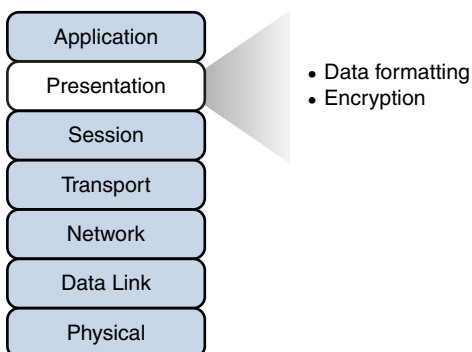 Application
Presentation
Session
Transport
Network
Data Link
Physical
• Data formatting
• Encryption